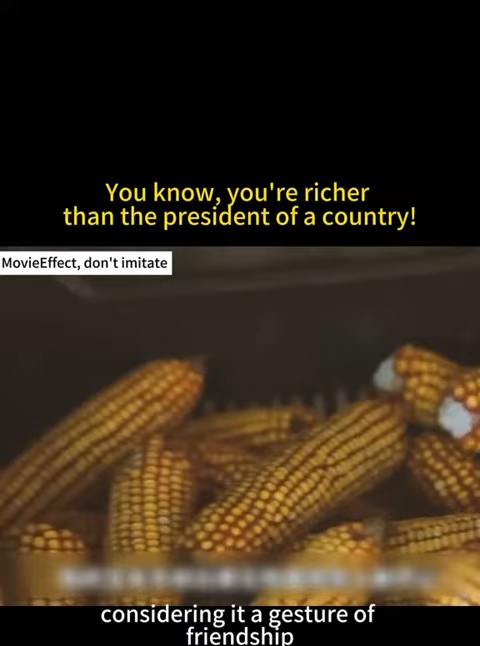 You know, you're richer
than the president of a country!
MovieEffect, don't imitate
considering it a gesture of
friendship